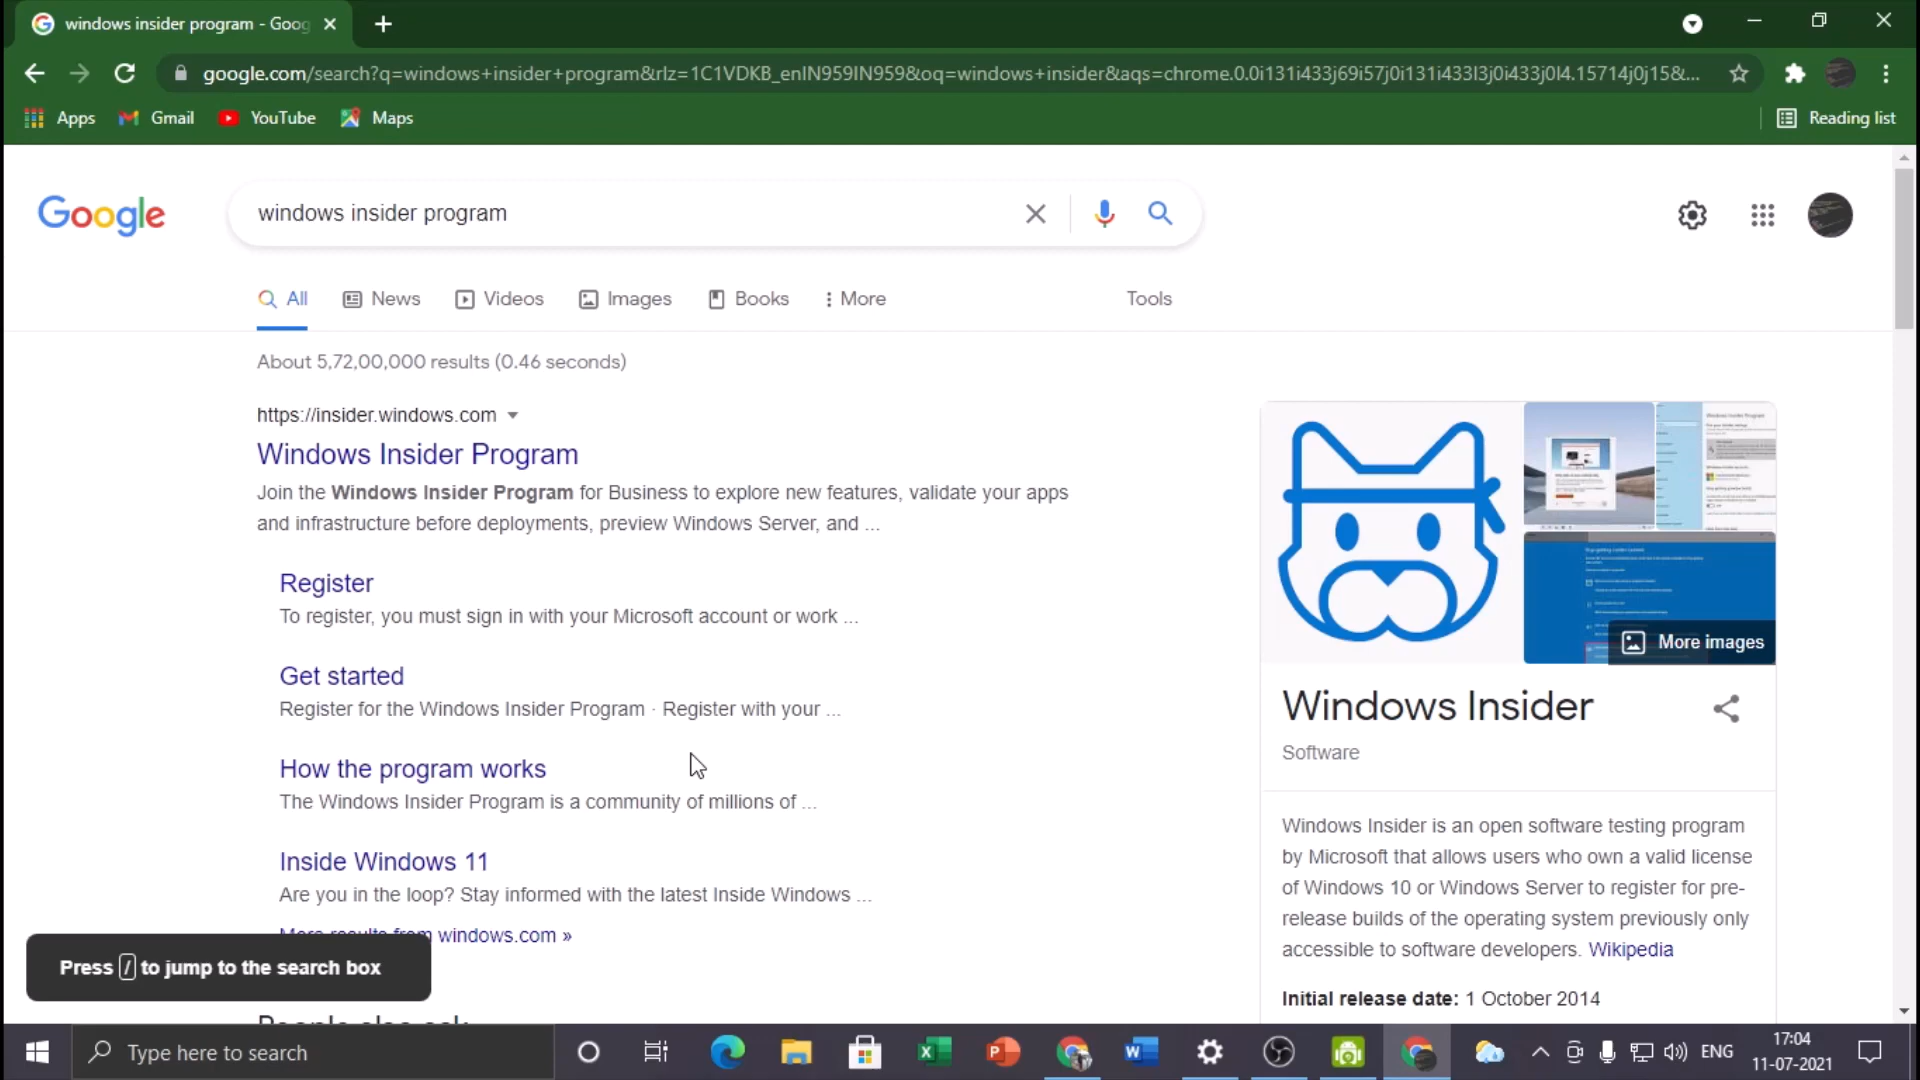 windows insider program - Goog
google.com/search?q=windows+insider+program&rlz=1C1VDKB_enIN959IN959&oq=windows+insider&aqs=chrome.0.0i131i433j69i57j0i131i433l3j0i433j0l4.15714j0j15&...
Apps Gmail YouTube Maps Reading list
Google windows insider program
All News Videos Images Books More Tools
About 5,72,00,000 results (0.46 seconds)
https://insider.windows.com
Windows Insider Program
Join the Windows Insider Program for Business to explore new features, validate your apps
and infrastructure before deployments, preview Windows Server, and ...
Register
To register, you must sign in with your Microsoft account or work ...
Get started
Register for the Windows Insider Program · Register with your ...
How the program works
The Windows Insider Program is a community of millions of ...
Inside Windows 11
Are you in the loop? Stay informed with the latest Inside Windows ...
More results from windows.com »
Press / to jump to the search box
People also ask
More images
Windows Insider
Software
Windows Insider is an open software testing program
by Microsoft that allows users who own a valid license
of Windows 10 or Windows Server to register for pre-
release builds of the operating system previously only
accessible to software developers. Wikipedia
Initial release date: 1 October 2014
Type here to search
ENG
17:04
11-07-2021